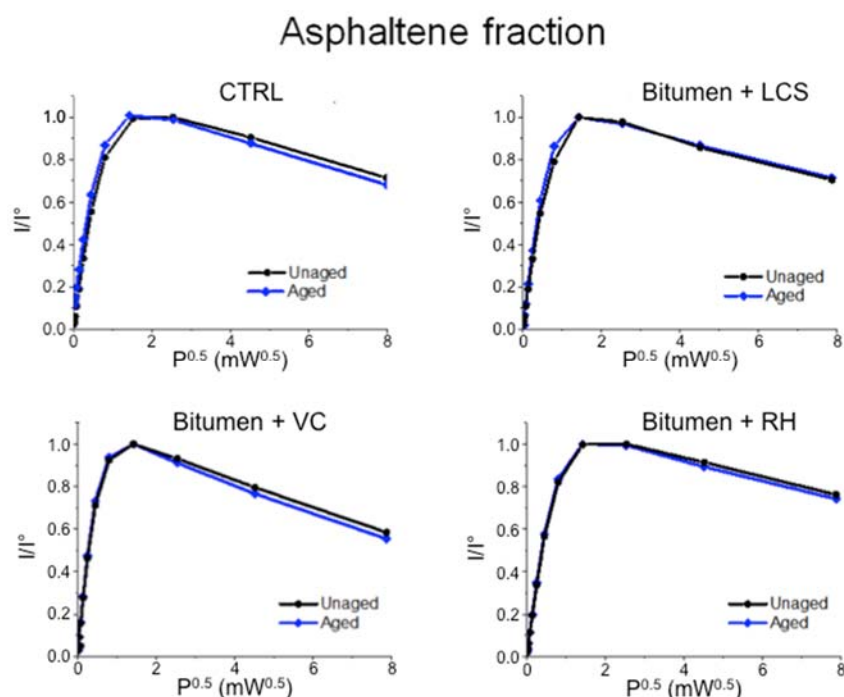 Asphaltene fraction
CTRL
I/I°
1.0
0.8
0.6
0.4
0.2
0.0
Unaged
Aged
0 2 4 6 8
P^0.5 (mW^0.5)
Bitumen + LCS
I/I°
1.0
0.8
0.6
0.4
0.2
0.0
Unaged
Aged
0 2 4 6 8
P^0.5 (mW^0.5)
Bitumen + VC
I/I°
1.0
0.8
0.6
0.4
0.2
0.0
Unaged
Aged
0 2 4 6 8
P^0.5 (mW^0.5)
Bitumen + RH
I/I°
1.0
0.8
0.6
0.4
0.2
0.0
Unaged
Aged
0 2 4 6 8
P^0.5 (mW^0.5)